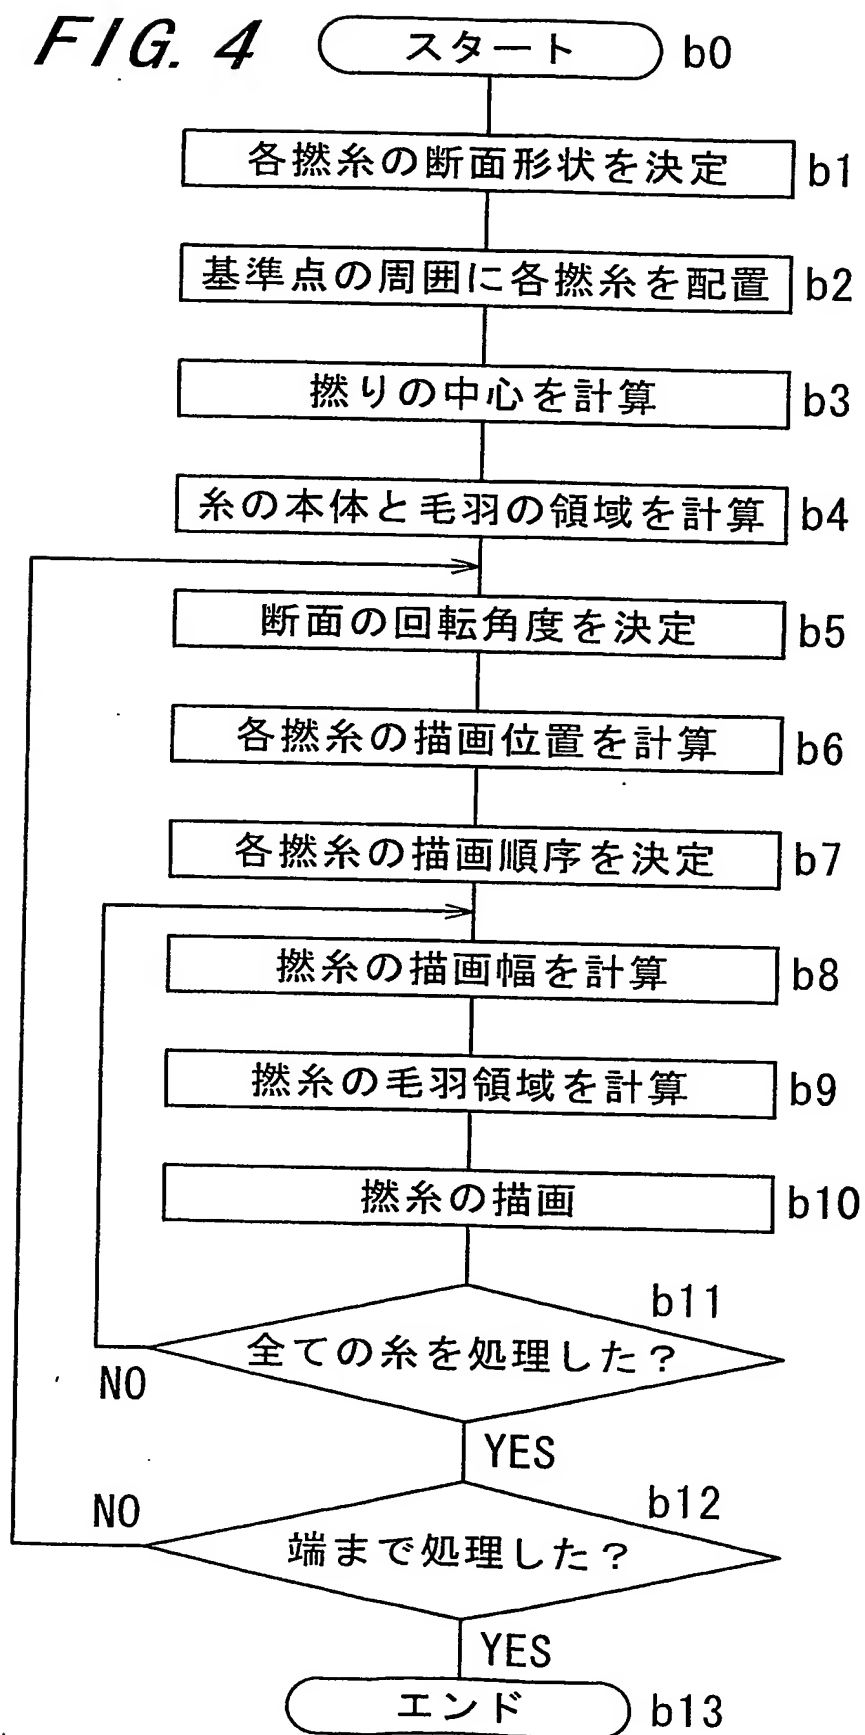 FIG. 4
スタート b0
各撚糸の断面形状を決定 b1
基準点の周囲に各撚糸を配置 b2
撚りの中心を計算 b3
糸の本体と毛羽の領域を計算 b4
断面の回転角度を決定 b5
各撚糸の描画位置を計算 b6
各撚糸の描画順序を決定 b7
撚糸の描画幅を計算 b8
撚糸の毛羽領域を計算 b9
撚糸の描画 b10
b11
全ての糸を処理した？
NO
YES
NO
b12
端まで処理した？
YES
エンド b13